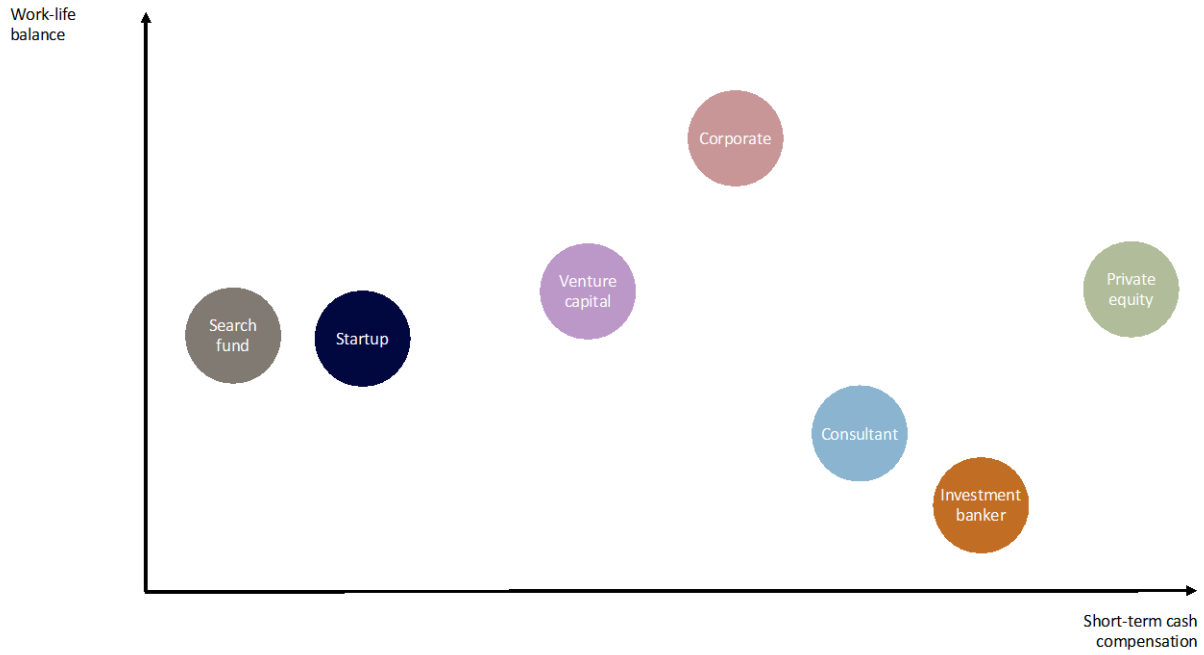 Work-life
balance
Corporate
Venture
capital
Private
equity
Search
fund
Startup
Consultant
Investment
banker
Short-term cash
compensation